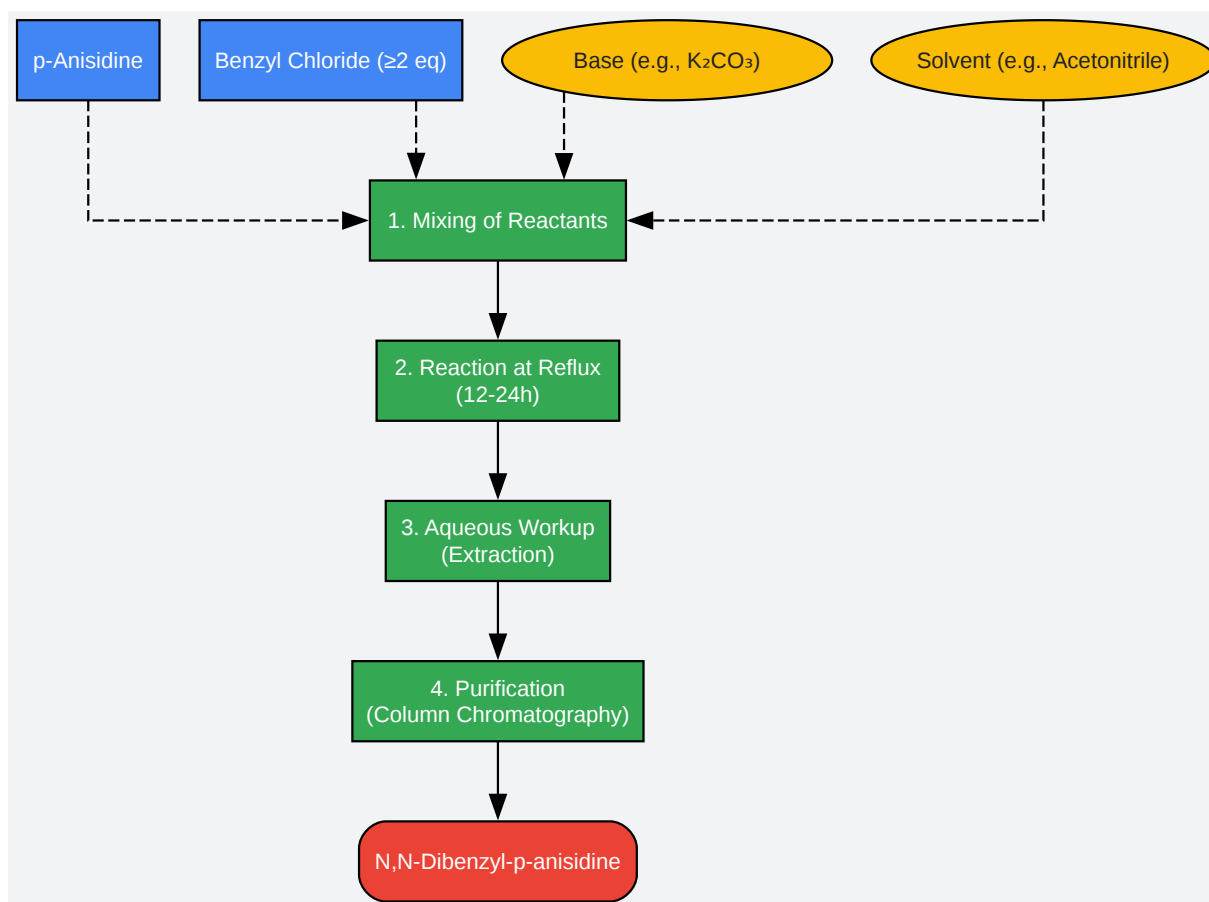 p-Anisidine
Benzyl Chloride (≥2 eq)
Base (e.g., K₂CO₃)
Solvent (e.g., Acetonitrile)
1. Mixing of Reactants
2. Reaction at Reflux
(12-24h)
3. Aqueous Workup
(Extraction)
4. Purification
(Column Chromatography)
N,N-Dibenzyl-p-anisidine